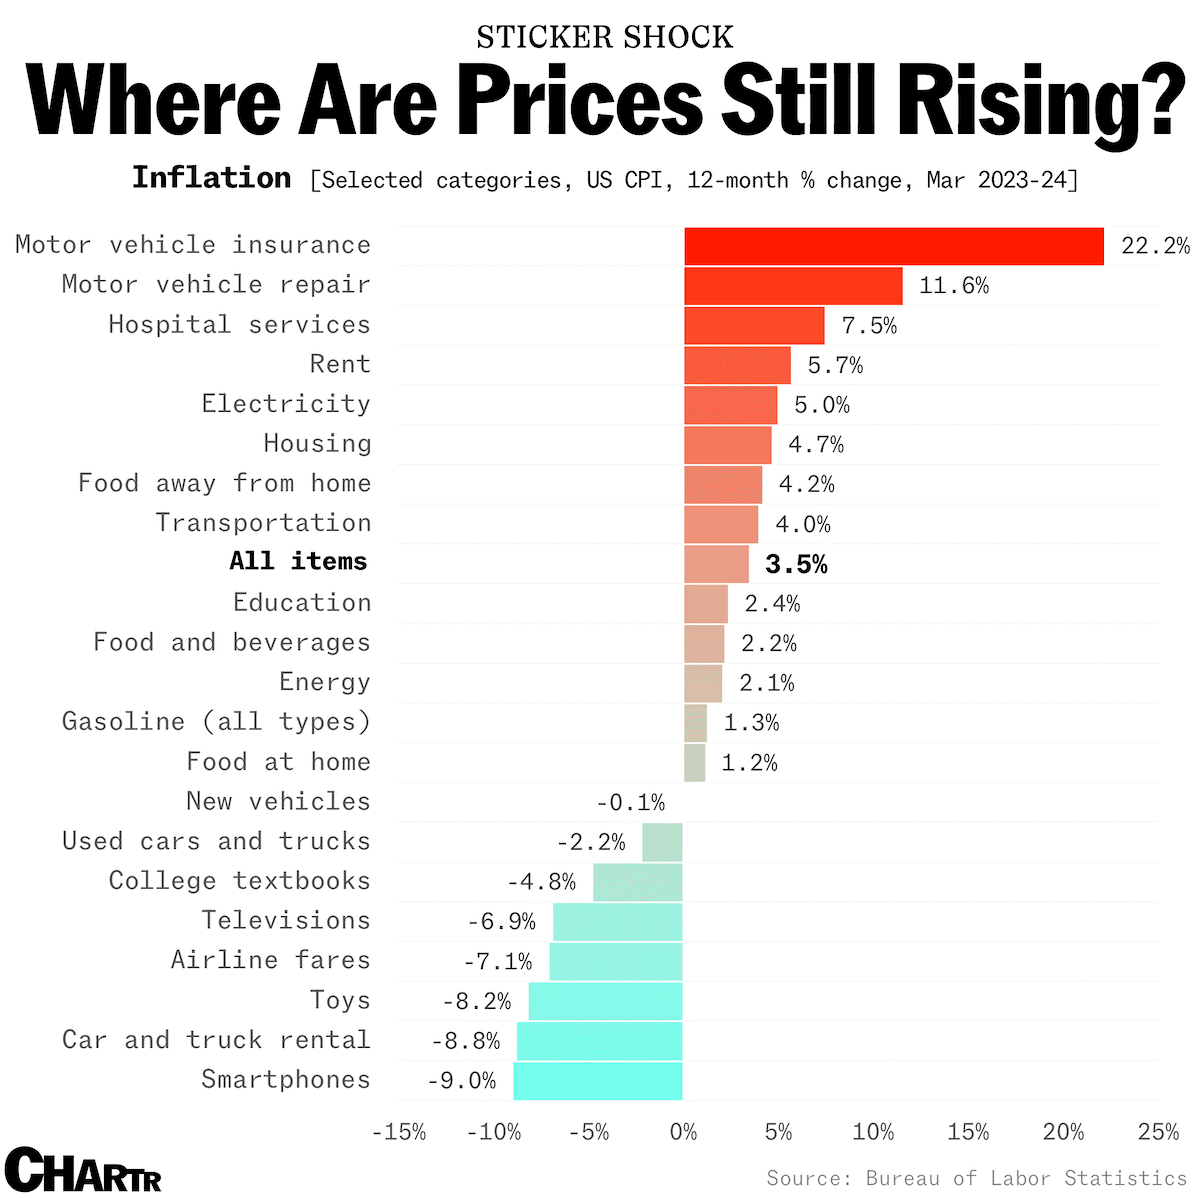 STICKER SHOCK
Where Are Prices Still Rising?
Inflation [Selected categories, US CPI, 12-month % change, Mar 2023-24]
Motor vehicle insurance 22.2%
Motor vehicle repair 11.6%
Hospital services 7.5%
Rent 5.7%
Electricity 5.0%
Housing 4.7%
Food away from home 4.2%
Transportation 4.0%
All items 3.5%
Education 2.4%
Food and beverages 2.2%
Energy 2.1%
Gasoline (all types) 1.3%
Food at home 1.2%
New vehicles -0.1%
Used cars and trucks -2.2%
College textbooks -4.8%
Televisions -6.9%
Airline fares -7.1%
Toys -8.2%
Car and truck rental -8.8%
Smartphones -9.0%
-15% -10% -5% 0% 5% 10% 15% 20% 25%
CHARTR
Source: Bureau of Labor Statistics